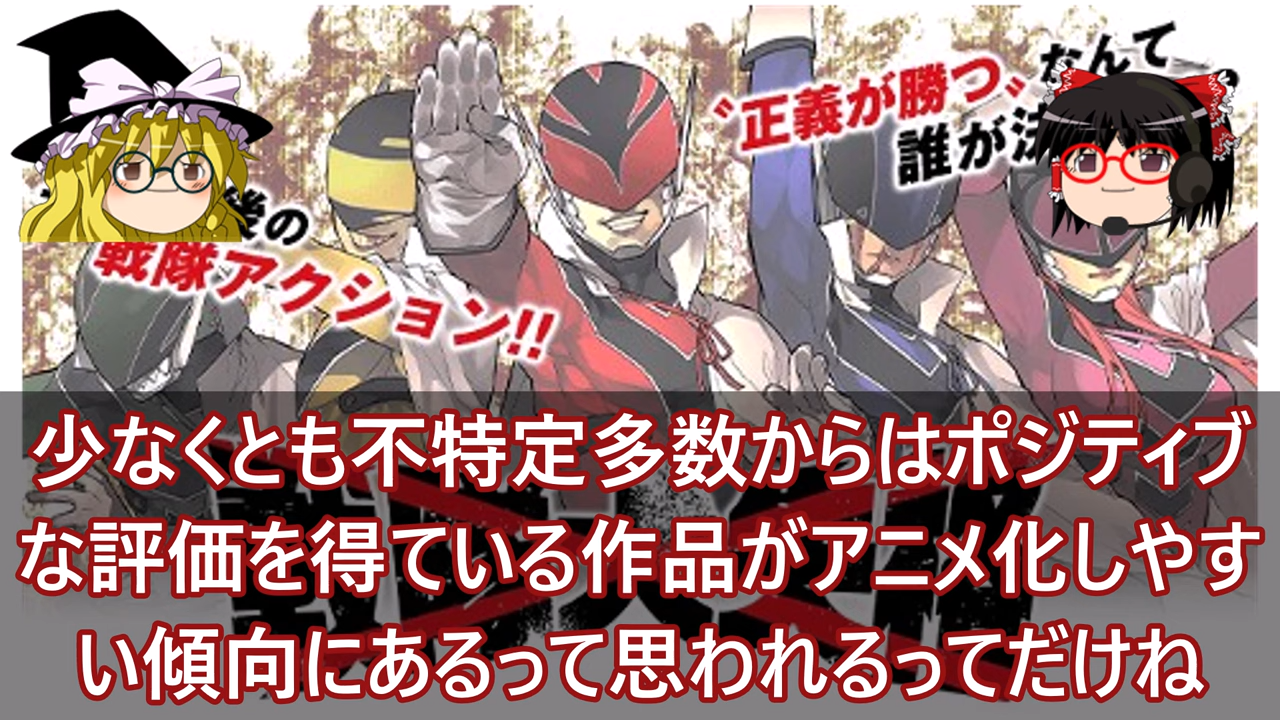 〝正義が勝つ〟なんて
誰が決
後の
戦隊アクション!!
少なくとも不特定多数からはポジティブ
な評価を得ている作品がアニメ化しやす
い傾向にあるって思われるってだけね